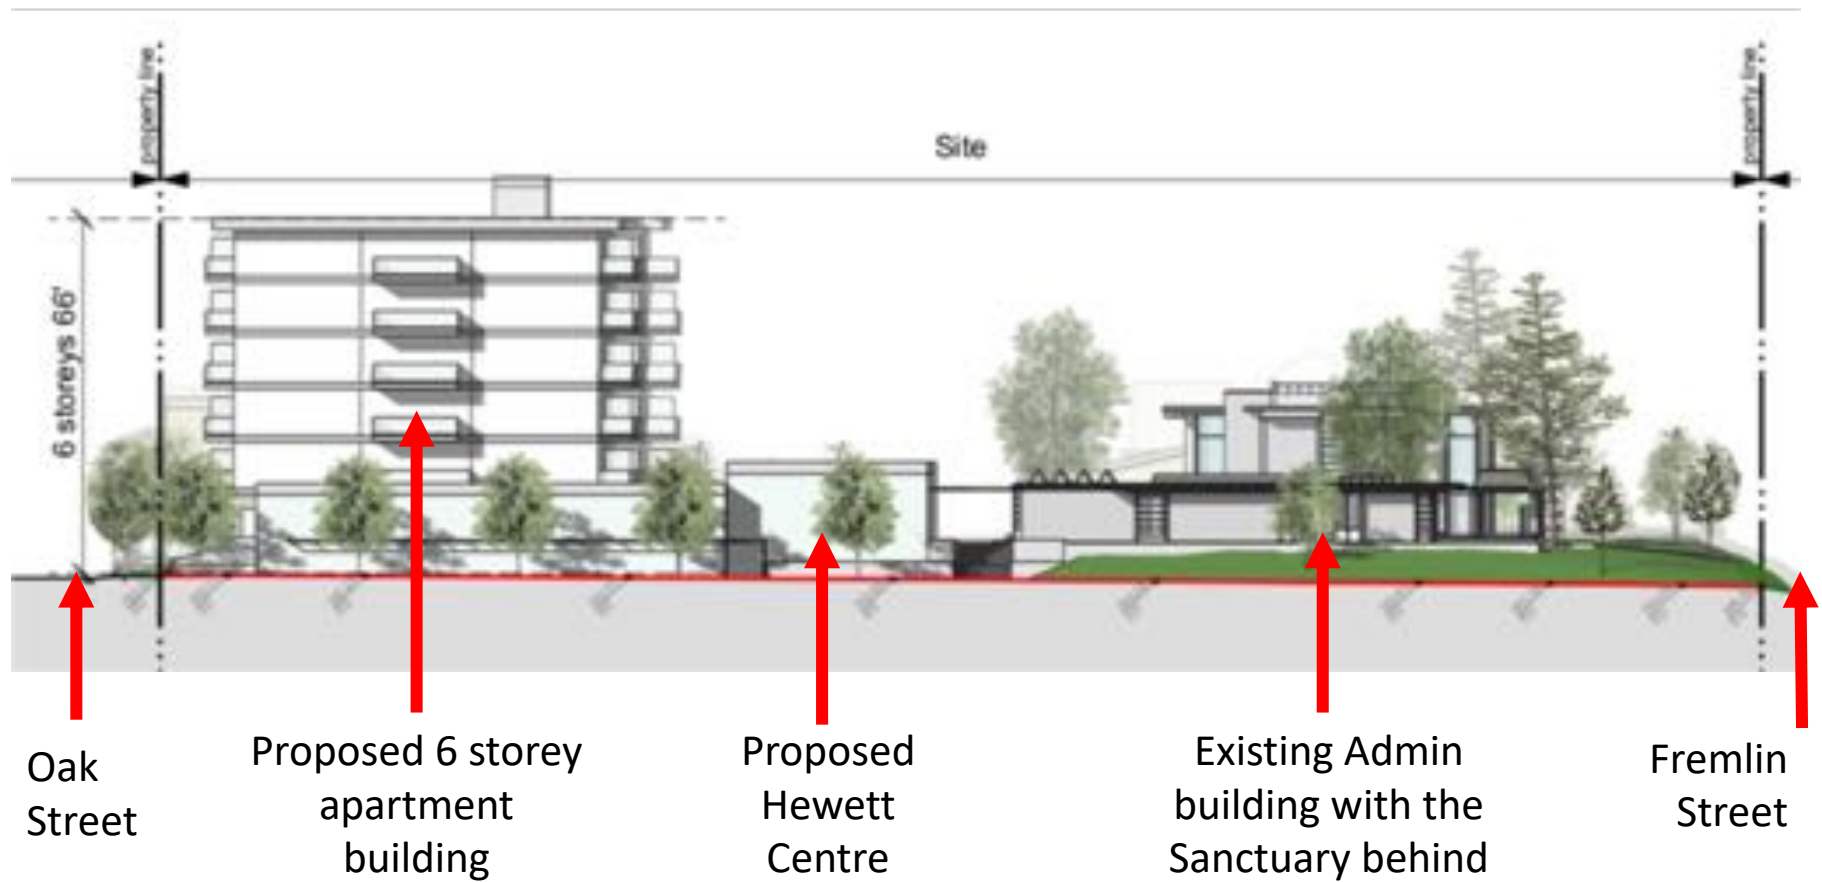 property line
property line
Site
6 storeys 66'
Oak
Street
Proposed 6 storey
apartment
building
Proposed
Hewett
Centre
Existing Admin
building with the
Sanctuary behind
Fremlin
Street